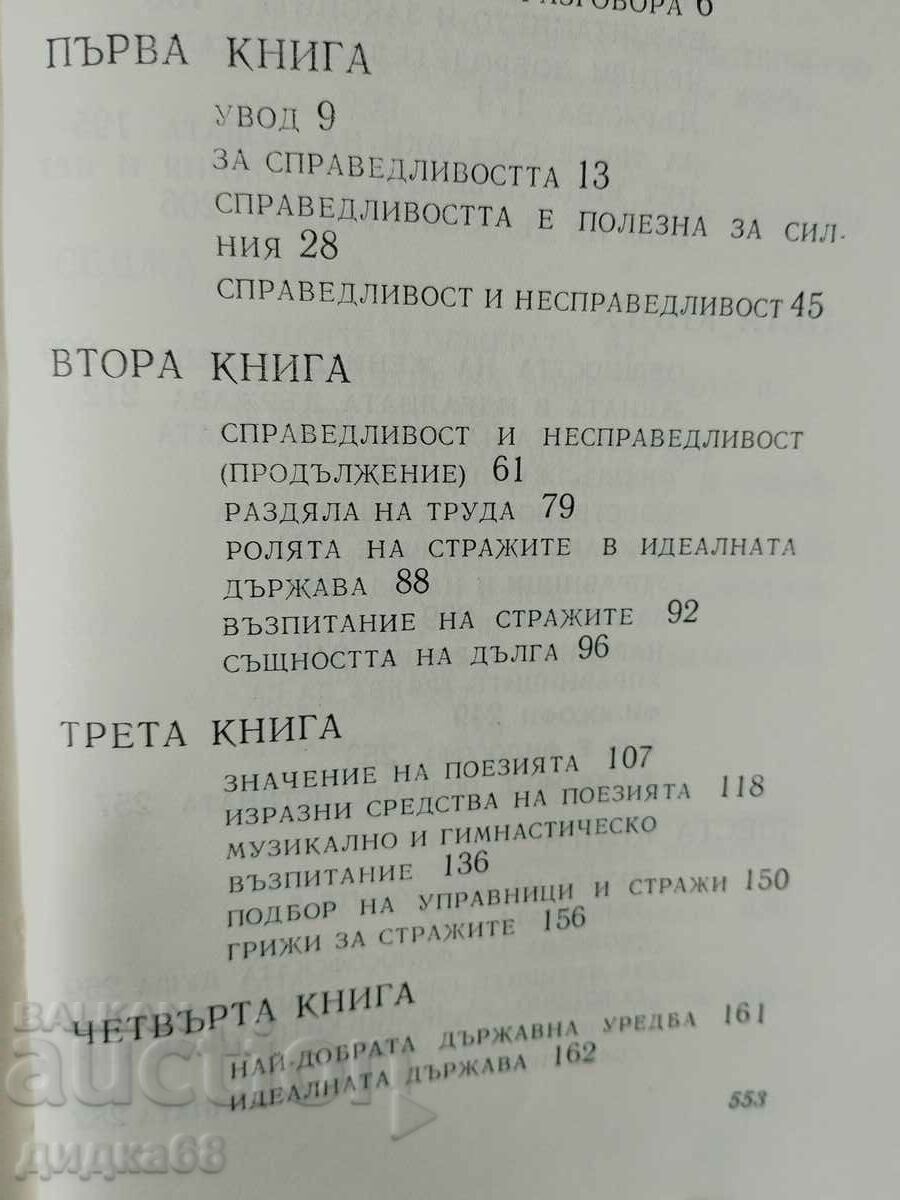 РАЗГОВОРА 6
ПЪРВА КНИГА
УВОД 9
ЗА СПРАВЕДЛИВОСТТА 13
СПРАВЕДЛИВОСТТА Е ПОЛЕЗНА ЗА СИЛ-
НИЯ 28
СПРАВЕДЛИВОСТ И НЕСПРАВЕДЛИВОСТ 45
ВТОРА КНИГА
СПРАВЕДЛИВОСТ И НЕСПРАВЕДЛИВОСТ
(ПРОДЪЛЖЕНИЕ) 61
РАЗДЯЛА НА ТРУДА 79
РОЛЯТА НА СТРАЖИТЕ В ИДЕАЛНАТА
ДЪРЖАВА 88
ВЪЗПИТАНИЕ НА СТРАЖИТЕ 92
СЪЩНОСТТА НА ДЪЛГА 96
ТРЕТА КНИГА
ЗНАЧЕНИЕ НА ПОЕЗИЯТА 107
ИЗРАЗНИ СРЕДСТВА НА ПОЕЗИЯТА 118
МУЗИКАЛНО И ГИМНАСТИЧЕСКО
ВЪЗПИТАНИЕ 136
ПОДБОР НА УПРАВНИЦИ И СТРАЖИ 150
ГРИЖИ ЗА СТРАЖИТЕ 156
ЧЕТВЪРТА КНИГА
НАЙ-ДОБРАТА ДЪРЖАВНА УРЕДБА 161
ИДЕАЛНАТА ДЪРЖАВА 162
553
BALKAN
auction
дидка68